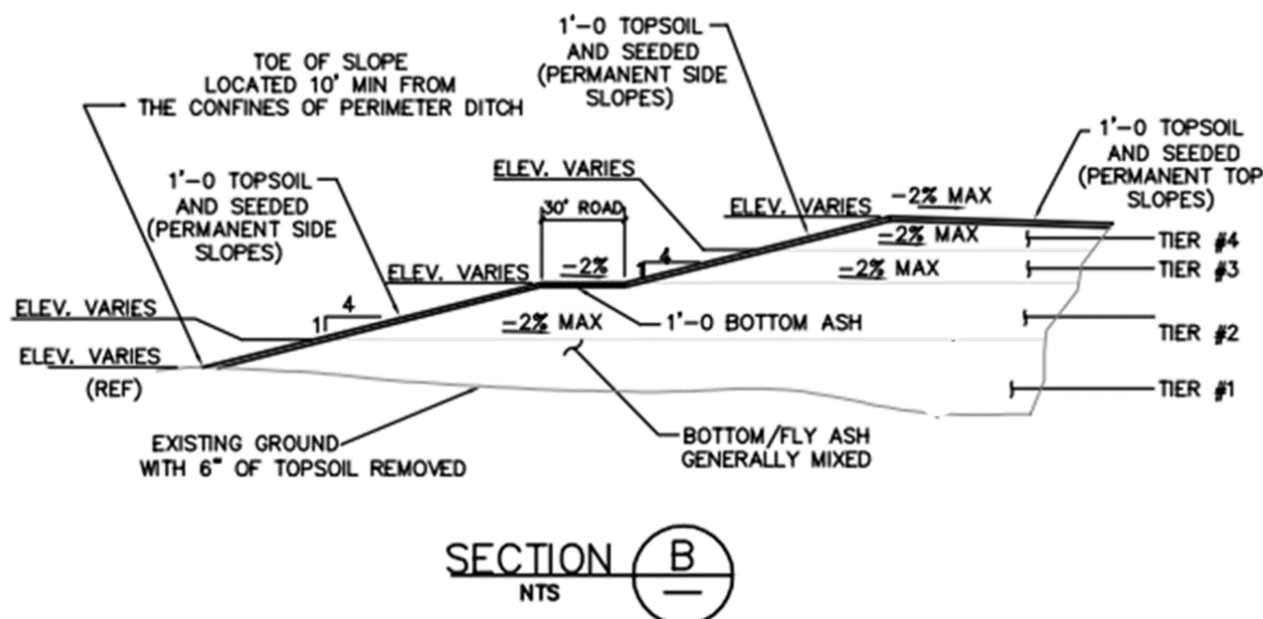 1'-0 TOPSOIL
AND SEEDED
(PERMANENT SIDE
SLOPES)
TOE OF SLOPE
LOCATED 10' MIN FROM
THE CONFINES OF PERIMETER DITCH
1'-0 TOPSOIL
AND SEEDED
(PERMANENT TOP
SLOPES)
1'-0 TOPSOIL
AND SEEDED
(PERMANENT SIDE
SLOPES)
ELEV. VARIES
30' ROAD
ELEV. VARIES
-2% MAX
-2% MAX
TIER #4
ELEV. VARIES
-2%
4
1
-2% MAX
TIER #3
ELEV. VARIES
4
1
-2% MAX
1'-0 BOTTOM ASH
TIER #2
ELEV. VARIES
(REF)
TIER #1
EXISTING GROUND
WITH 6" OF TOPSOIL REMOVED
BOTTOM/FLY ASH
GENERALLY MIXED
SECTION B
NTS